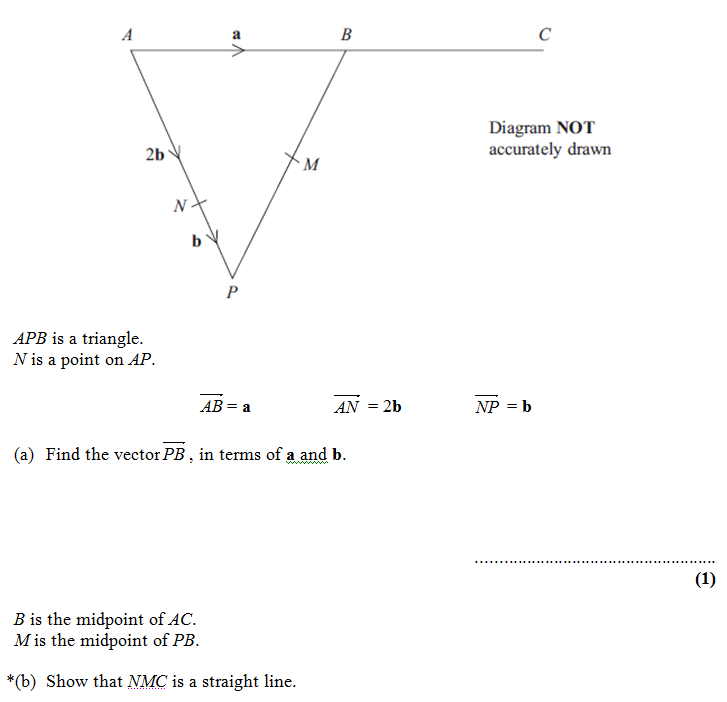 A a B C
Diagram NOT
accurately drawn
2b
M
N
b
P
APB is a triangle.
N is a point on AP.
AB = a AN = 2b NP = b
(a) Find the vector PB , in terms of a and b.
(1)
B is the midpoint of AC.
M is the midpoint of PB.
*(b) Show that NMC is a straight line.